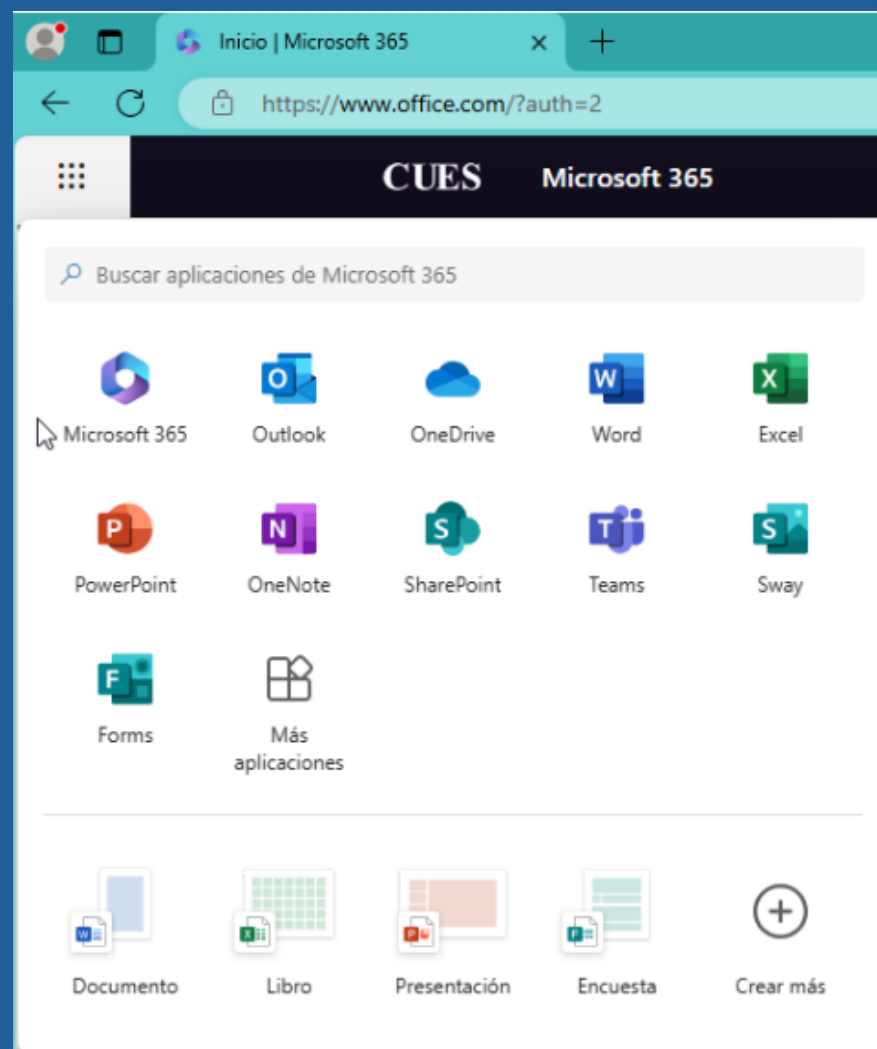 Inicio | Microsoft 365
https://www.office.com/?auth=2
CUES Microsoft 365
Buscar aplicaciones de Microsoft 365
Microsoft 365 Outlook OneDrive Word Excel
PowerPoint OneNote SharePoint Teams Sway
Forms Más
aplicaciones
Documento Libro Presentación Encuesta Crear más